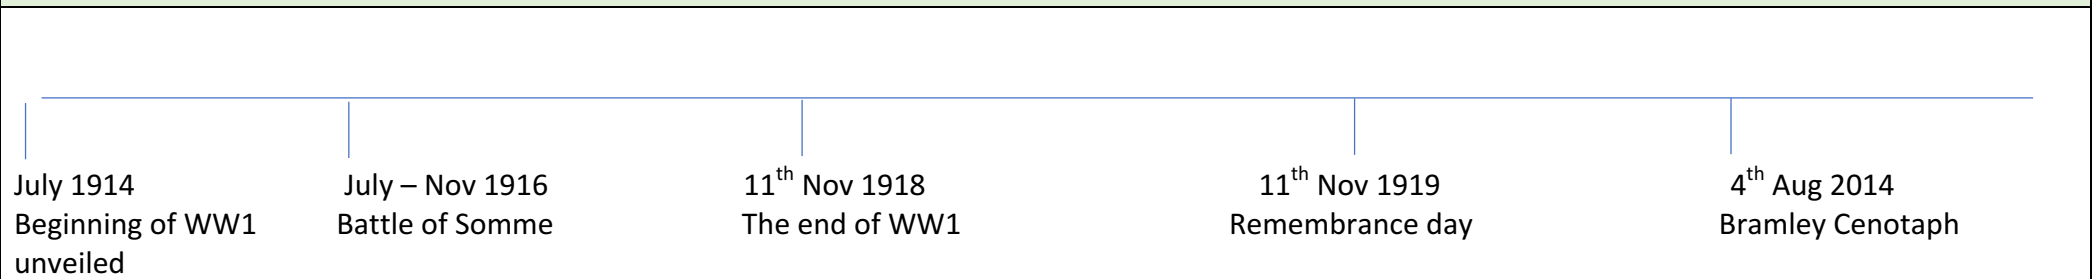 July 1914 July – Nov 1916 11th Nov 1918 11th Nov 1919 4th Aug 2014
Beginning of WW1 Battle of Somme The end of WW1 Remembrance day Bramley Cenotaph
unveiled